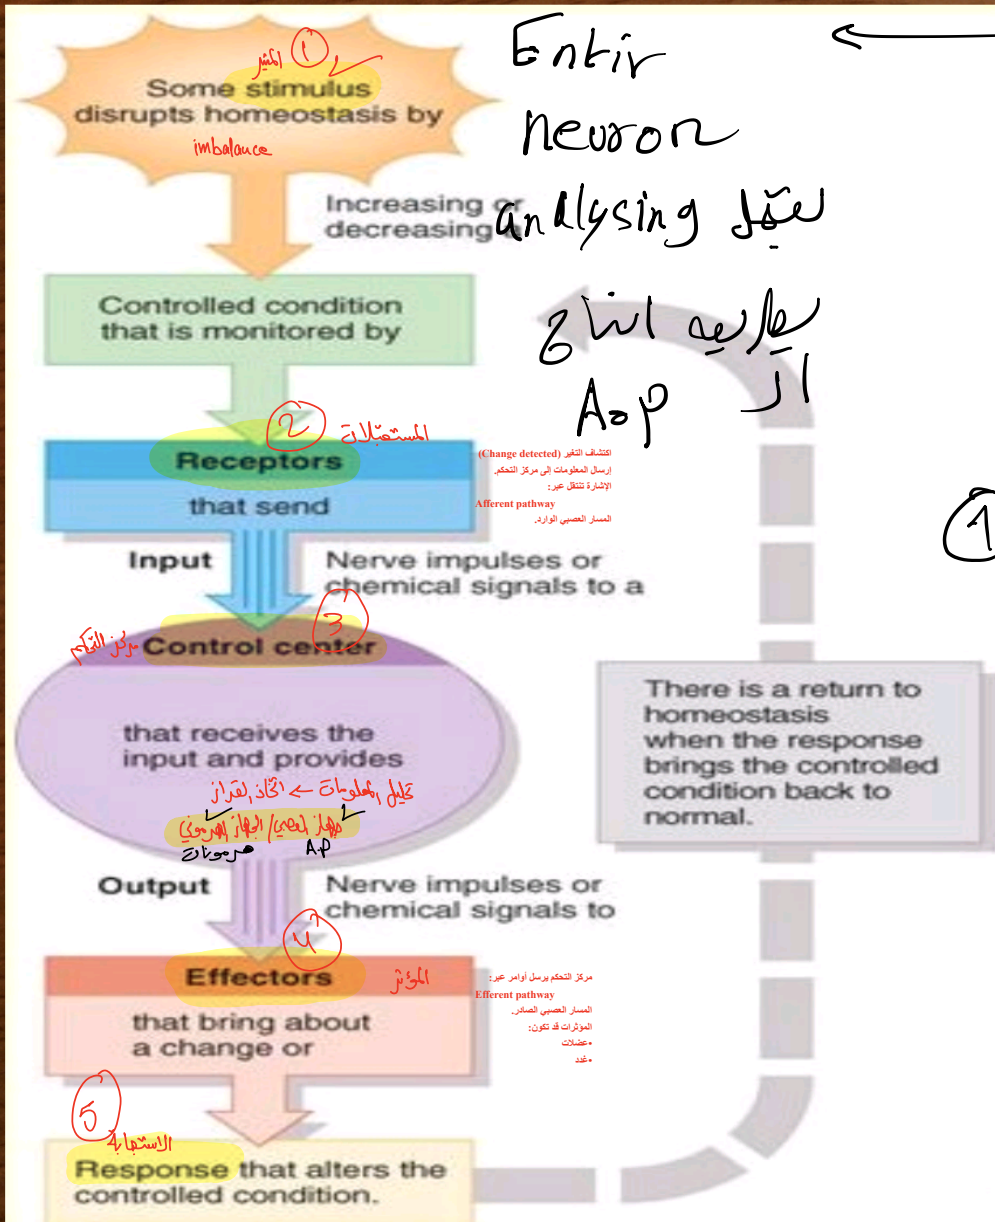 المثير ①
Some stimulus
disrupts homeostasis by
imbalance
Increasing or
decreasing a
Entir
neuron
analysing
انتاج
A.P ال
Controlled condition
that is monitored by
② المستقبلات
Receptors
that send
اكتشاف التغير (Change detected)
إرسال المعلومات إلى مركز التحكم.
الإشارة تنتقل عبر:
Afferent pathway
المسار العصبي الوارد.
①
Input
Nerve impulses or
chemical signals to a
③
مركز التحكم Control center
that receives the
input and provides
تحليل المعلومات ← اتخاذ القرار
جهاز العصبي / الجهاز الهرموني
A.P هرمونات
There is a return to
homeostasis
when the response
brings the controlled
condition back to
normal.
Output
Nerve impulses or
chemical signals to
④
Effectors المؤثر
that bring about
a change or
مركز التحكم يرسل أوامر عبر:
Efferent pathway
المسار العصبي الصادر.
المؤثرات قد تكون:
•عضلات
•غدد
⑤
الاستجابة
Response that alters the
controlled condition.